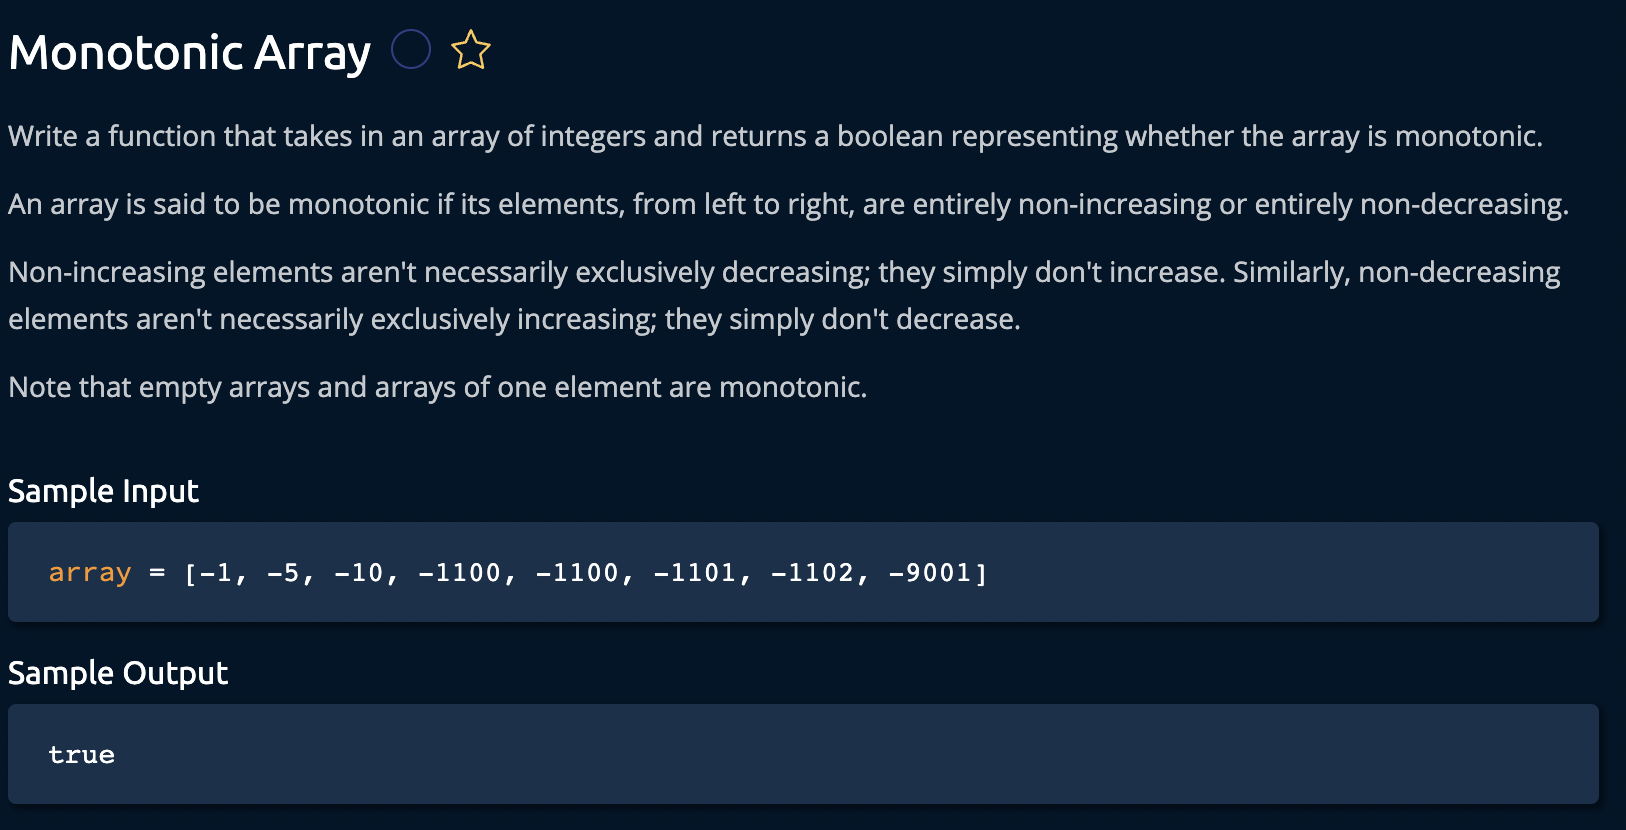 Monotonic Array
Write a function that takes in an array of integers and returns a boolean representing whether the array is monotonic.
An array is said to be monotonic if its elements, from left to right, are entirely non-increasing or entirely non-decreasing.
Non-increasing elements aren't necessarily exclusively decreasing; they simply don't increase. Similarly, non-decreasing
elements aren't necessarily exclusively increasing; they simply don't decrease.
Note that empty arrays and arrays of one element are monotonic.
Sample Input
array = [-1, -5, -10, -1100, -1100, -1101, -1102, -9001]
Sample Output
true